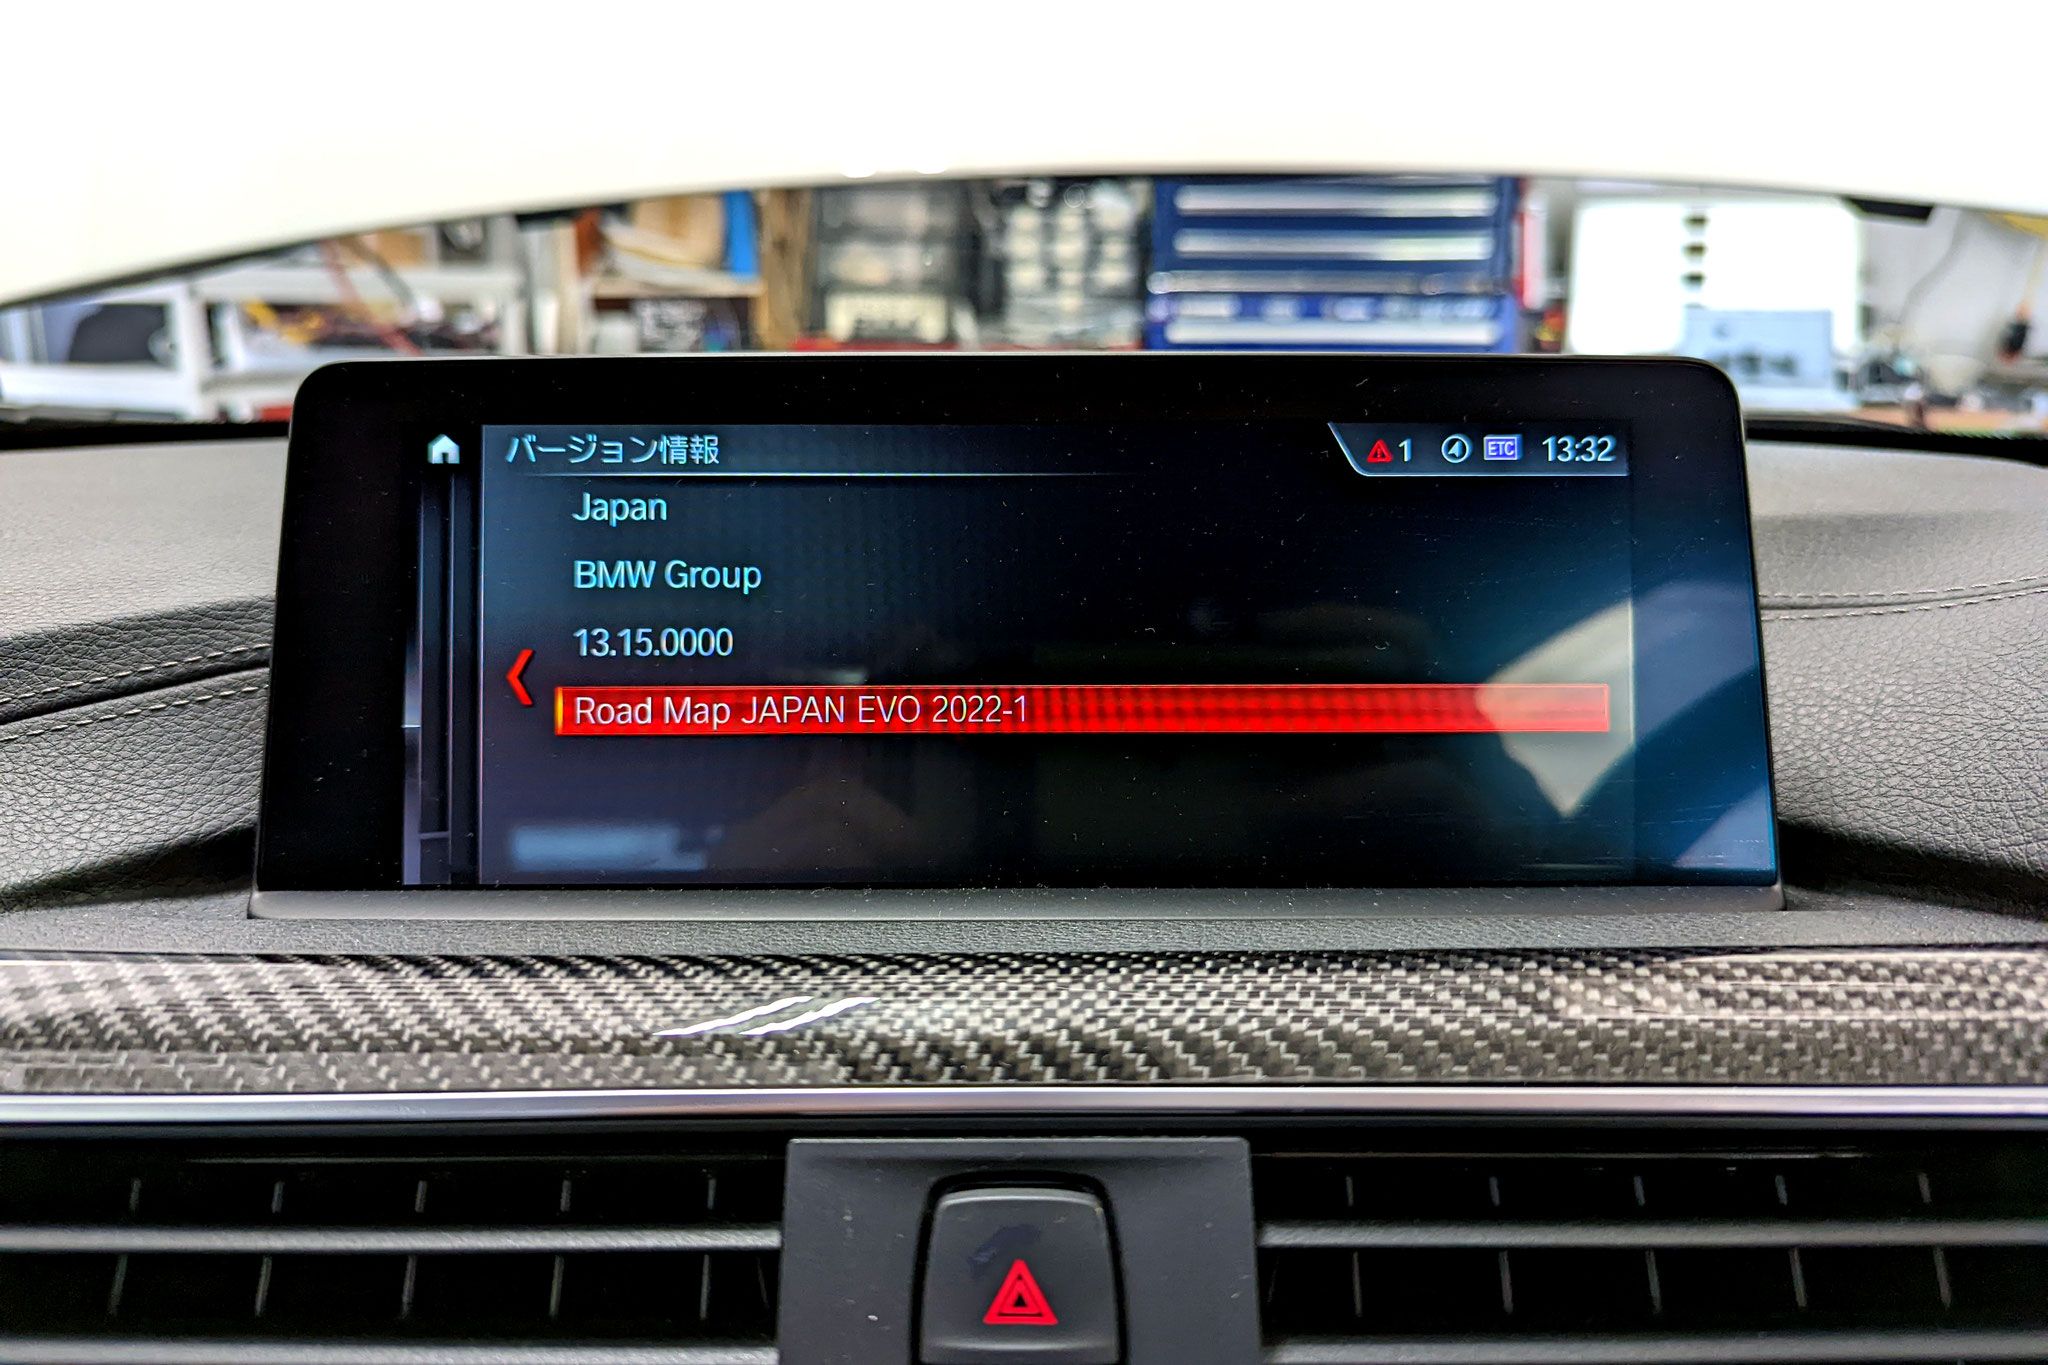 バージョン情報
1 ETC 13:32
Japan
BMW Group
13.15.0000
Road Map JAPAN EVO 2022-1